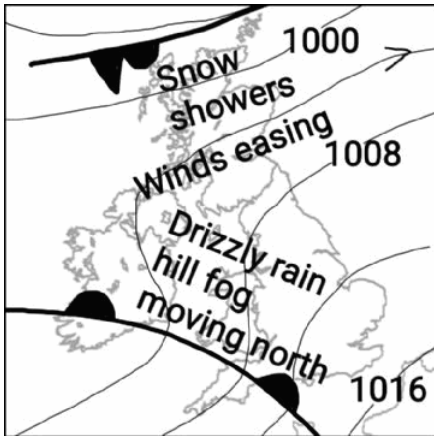 1000
Snow
showers
Winds easing
1008
Drizzly rain
hill fog
moving north
1016